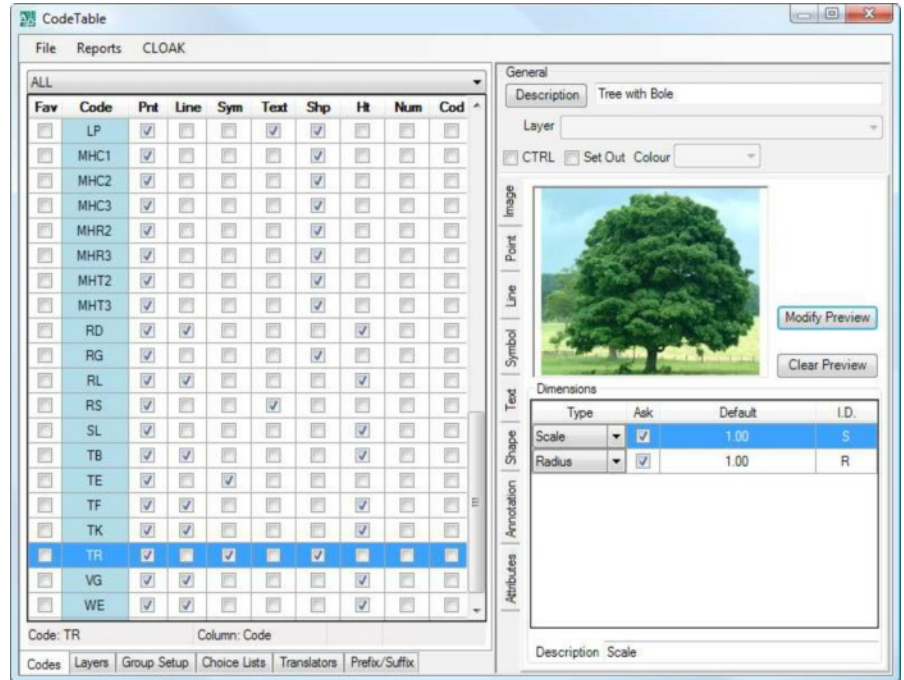 CodeTable
File Reports CLOAK
ALL
Fav Code Pnt Line Sym Text Shp Ht Num Cod
LP
MHC1
MHC2
MHC3
MHR2
MHR3
MHT2
MHT3
RD
RG
RL
RS
SL
TB
TE
TF
TK
TR
VG
WE
Code: TR Column: Code
Codes Layers Group Setup Choice Lists Translators Prefix/Suffix
General
Description Tree with Bole
Layer
CTRL Set Out Colour
Image
Point
Line
Symbol
Text
Shape
Annotation
Attributes
Modify Preview
Clear Preview
Dimensions
Type Ask Default I.D.
Scale 1.00 S
Radius 1.00 R
Description Scale